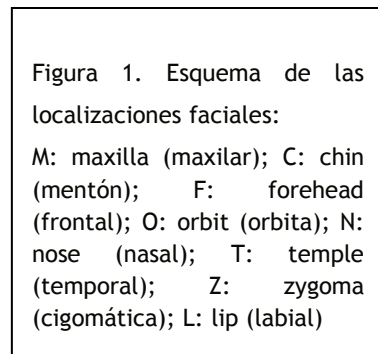 Figura 1. Esquema de las
localizaciones faciales:
M: maxilla (maxilar); C: chin
(mentón); F: forehead
(frontal); O: orbit (orbita); N:
nose (nasal); T: temple
(temporal); Z: zygoma
(cigomática); L: lip (labial)